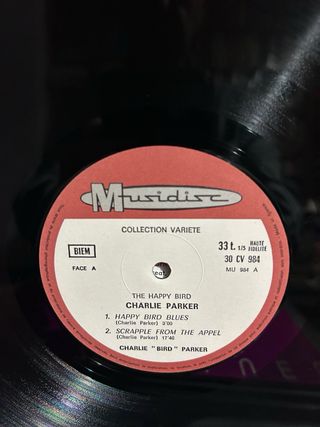 Musidisc
COLLECTION VARIETE
BIEM
FACE A
33 t. 1/3 HAUTE FIDELITÉ
30 CV 984
MU 984 A
THE HAPPY BIRD
CHARLIE PARKER
1. HAPPY BIRD BLUES
(Charlie Parker) 3'00
2. SCRAPPLE FROM THE APPEL
(Charlie Parker) 17'40
CHARLIE "BIRD" PARKER